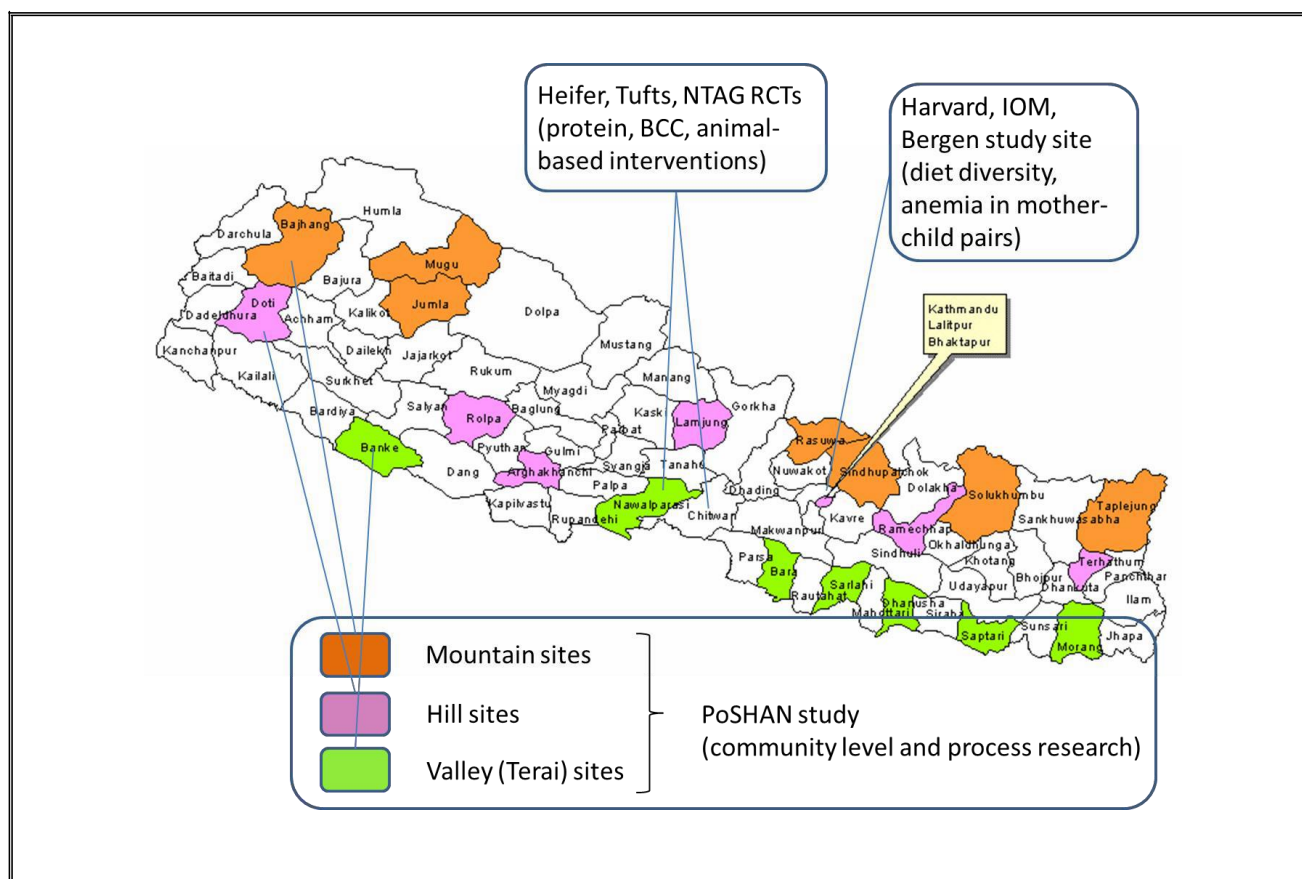 Heifer, Tufts, NTAG RCTs
(protein, BCC, animal-
based interventions)
Harvard, IOM,
Bergen study site
(diet diversity,
anemia in mother-
child pairs)
Kathmandu
Lalitpur
Bhaktapur
Humla
Darchula
Bajhang
Mugu
Baitadi
Bajura
Doti
Jumla
Dadeldhura
Achham
Kalikot
Dolpa
Mustang
Kanchanpur
Dailekh
Jajarkot
Kailali
Rukum
Manang
Surkhet
Myagdi
Gorkha
Bardiya
Salyan
Baglung
Kaski
Rolpa
Parbat
Lamjung
Banke
Pyuthan
Gulmi
Rasuwa
Dang
Arghakhanchi
Syangja
Tanahu
Nuwakot
Sindhupalchok
Dolakha
Solukhumbu
Taplejung
Palpa
Dhading
Kapilvastu
Nawalparasi
Rupandehi
Chitwan
Makwanpur
Kavre
Ramechhap
Sankhuwasabha
Okhaldhunga
Sindhuli
Khotang
Terhathum
Parsa
Bara
Bhojpur
Panchthar
Dhankuta
Rautahat
Sarlahi
Udayapur
Ilam
Mahottari
Dhanusha
Siraha
Saptari
Sunsari
Morang
Jhapa
Mountain sites
Hill sites
Valley (Terai) sites
PoSHAN study
(community level and process research)